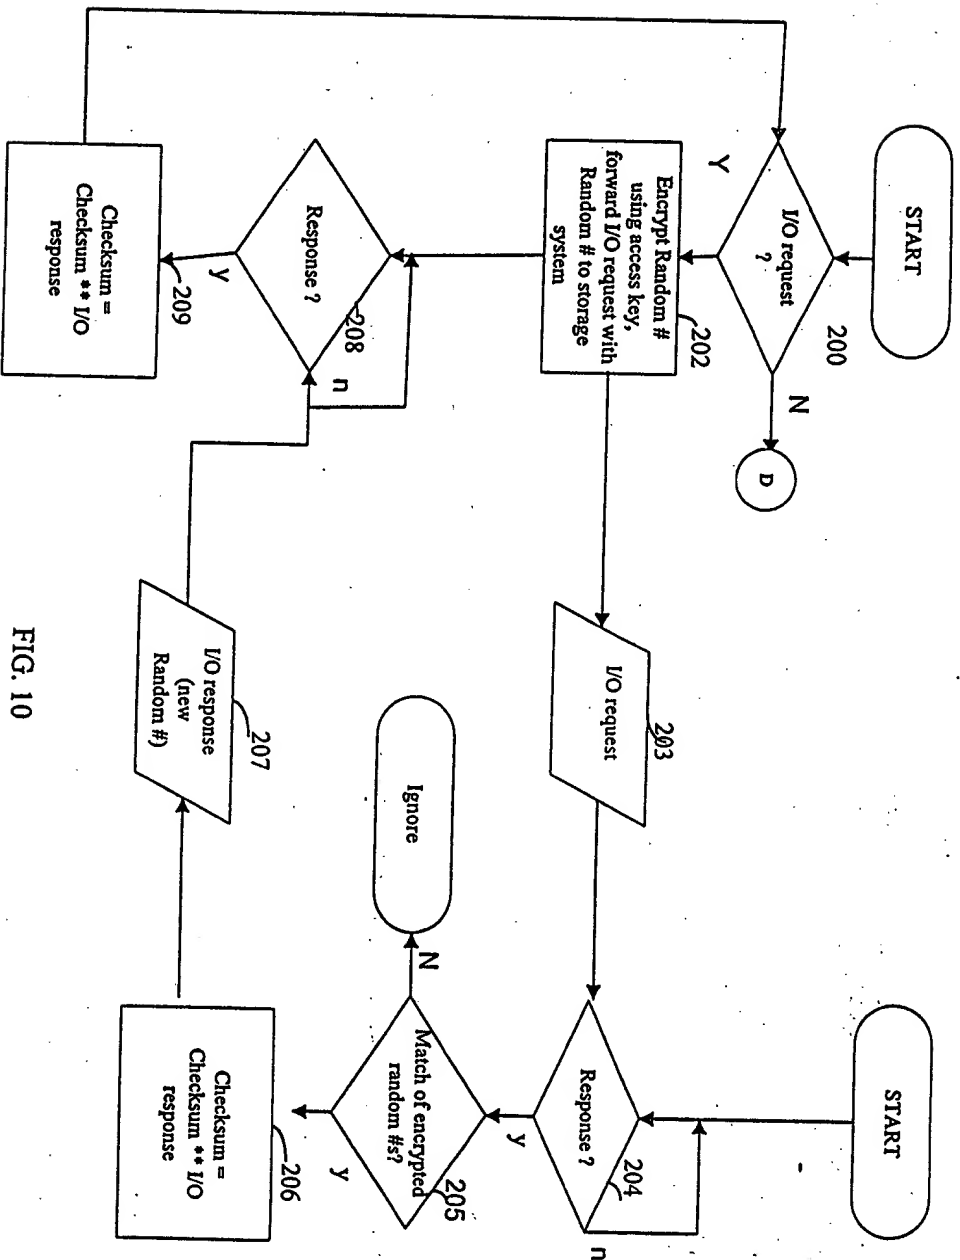 START
I/O request
?
200
N
D
Y
202
Encrypt Random #
using access key,
forward I/O request with
Random # to storage
system
203
I/O request
START
Response ?
204
n
y
Match of encrypted
random #s?
205
N
Ignore
y
206
Checksum =
Checksum ** I/O
response
207
I/O response
(new
Random #)
Response ?
208
n
y
209
Checksum =
Checksum ** I/O
response
FIG. 10